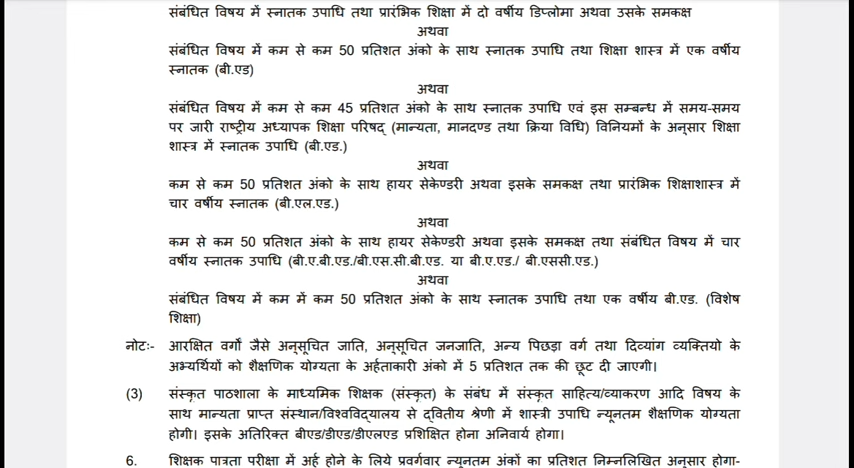 संबंधित विषय में स्नातक उपाधि तथा प्रारंभिक शिक्षा में दो वर्षीय डिप्लोमा अथवा उसके समकक्ष
अथवा
संबंधित विषय में कम से कम 50 प्रतिशत अंको के साथ स्नातक उपाधि तथा शिक्षा शास्त्र में एक वर्षीय
स्नातक (बी.एड)
अथवा
संबंधित विषय में कम से कम 45 प्रतिशत अंको के साथ स्नातक उपाधि एवं इस सम्बन्ध में समय-समय
पर जारी राष्ट्रीय अध्यापक शिक्षा परिषद् (मान्यता, मानदण्ड तथा क्रिया विधि) विनियमों के अनुसार शिक्षा
शास्त्र में स्नातक उपाधि (बी.एड.)
अथवा
कम से कम 50 प्रतिशत अंको के साथ हायर सेकेण्डरी अथवा इसके समकक्ष तथा प्रारंभिक शिक्षाशास्त्र में
चार वर्षीय स्नातक (बी.एल.एड.)
अथवा
कम से कम 50 प्रतिशत अंको के साथ हायर सेकेण्डरी अथवा इसके समकक्ष तथा संबंधित विषय में चार
वर्षीय स्नातक उपाधि (बी.ए.बी.एड./बी.एस.सी.बी.एड. या बी.ए.एड./ बी.एससी.एड.)
अथवा
संबंधित विषय में कम में कम 50 प्रतिशत अंको के साथ स्नातक उपाधि तथा एक वर्षीय बी.एड. (विशेष
शिक्षा)
नोटः- आरक्षित वर्गों जैसे अनुसूचित जाति, अनुसूचित जनजाति, अन्य पिछड़ा वर्ग तथा दिव्यांग व्यक्तियो के
अभ्यर्थियों को शैक्षणिक योग्यता के अर्हताकारी अंको में 5 प्रतिशत तक की छूट दी जाएगी।
(3) संस्कृत पाठशाला के माध्यमिक शिक्षक (संस्कृत) के संबंध में संस्कृत साहित्य/व्याकरण आदि विषय के
साथ मान्यता प्राप्त संस्थान/विश्वविद्यालय से द्वितीय श्रेणी में शास्त्री उपाधि न्यूनतम शैक्षणिक योग्यता
होगी। इसके अतिरिक्त बीएड/डीएड/डीएलएड प्रशिक्षित होना अनिवार्य होगा।
6. शिक्षक पात्रता परीक्षा में अर्ह होने के लिये प्रवर्गवार न्यूनतम अंकों का प्रतिशत निम्नलिखित अनुसार होगा-